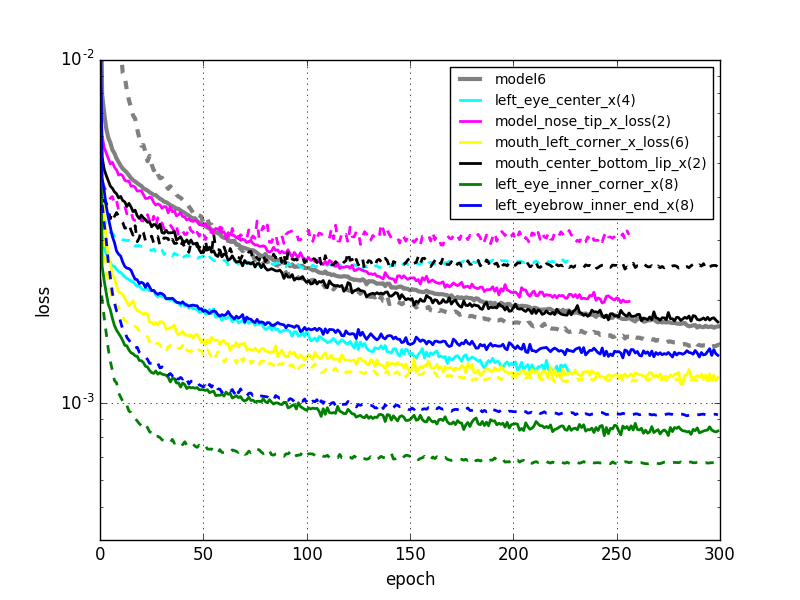 10^-2
model6
left_eye_center_x(4)
model_nose_tip_x_loss(2)
mouth_left_corner_x_loss(6)
mouth_center_bottom_lip_x(2)
left_eye_inner_corner_x(8)
left_eyebrow_inner_end_x(8)
loss
10^-3
0 50 100 150 200 250 300
epoch